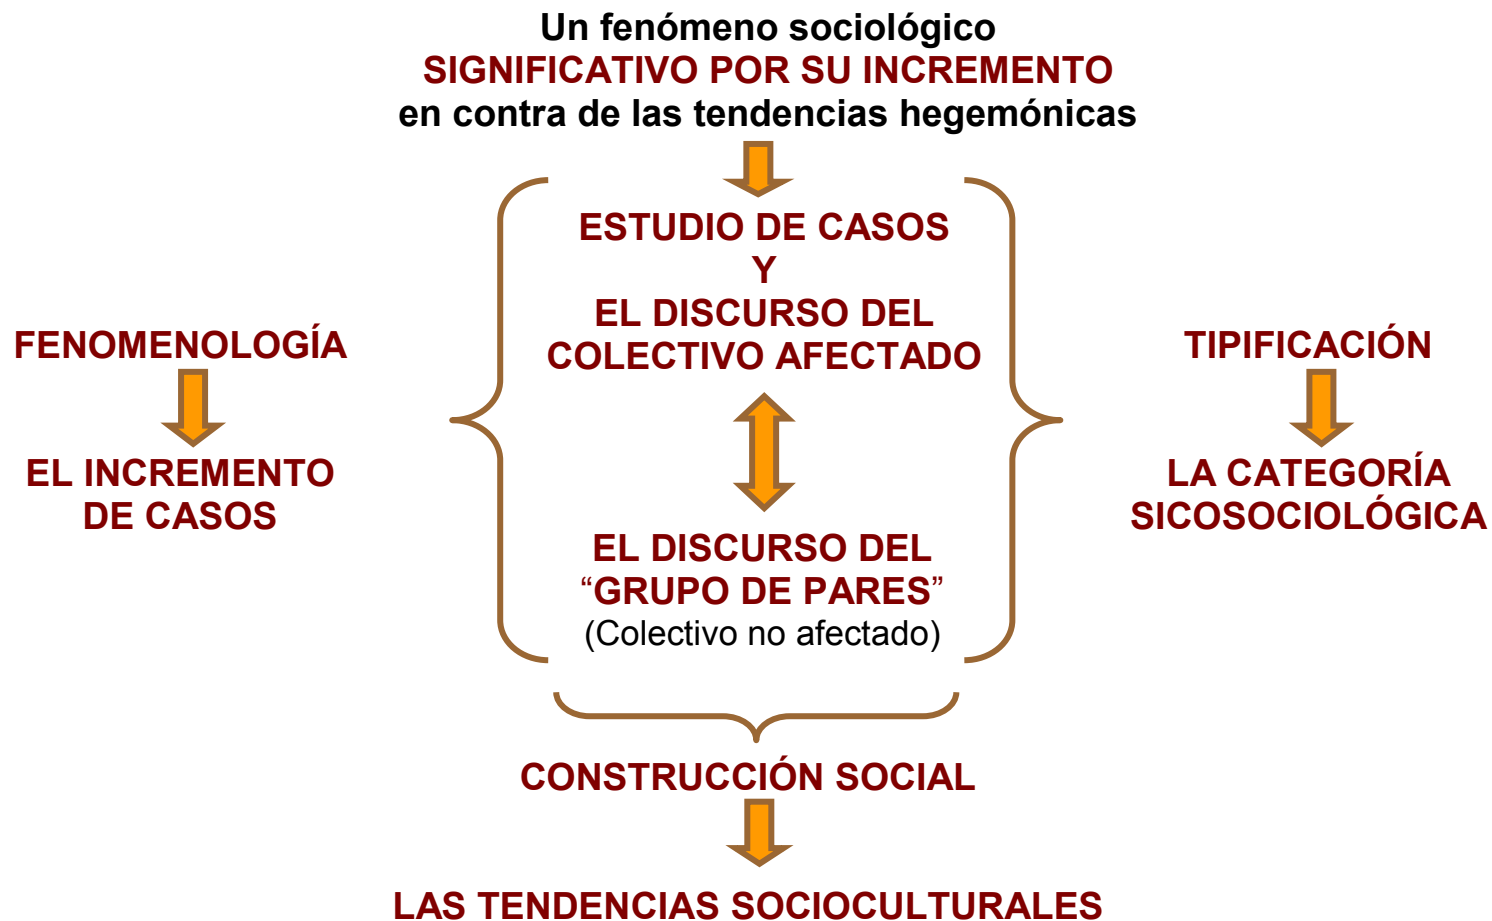 Un fenómeno sociológico
SIGNIFICATIVO POR SU INCREMENTO
en contra de las tendencias hegemónicas
ESTUDIO DE CASOS
Y
EL DISCURSO DEL
COLECTIVO AFECTADO
FENOMENOLOGÍA
EL INCREMENTO
DE CASOS
TIPIFICACIÓN
LA CATEGORÍA
SICOSOCIOLÓGICA
EL DISCURSO DEL
“GRUPO DE PARES”
(Colectivo no afectado)
CONSTRUCCIÓN SOCIAL
LAS TENDENCIAS SOCIOCULTURALES